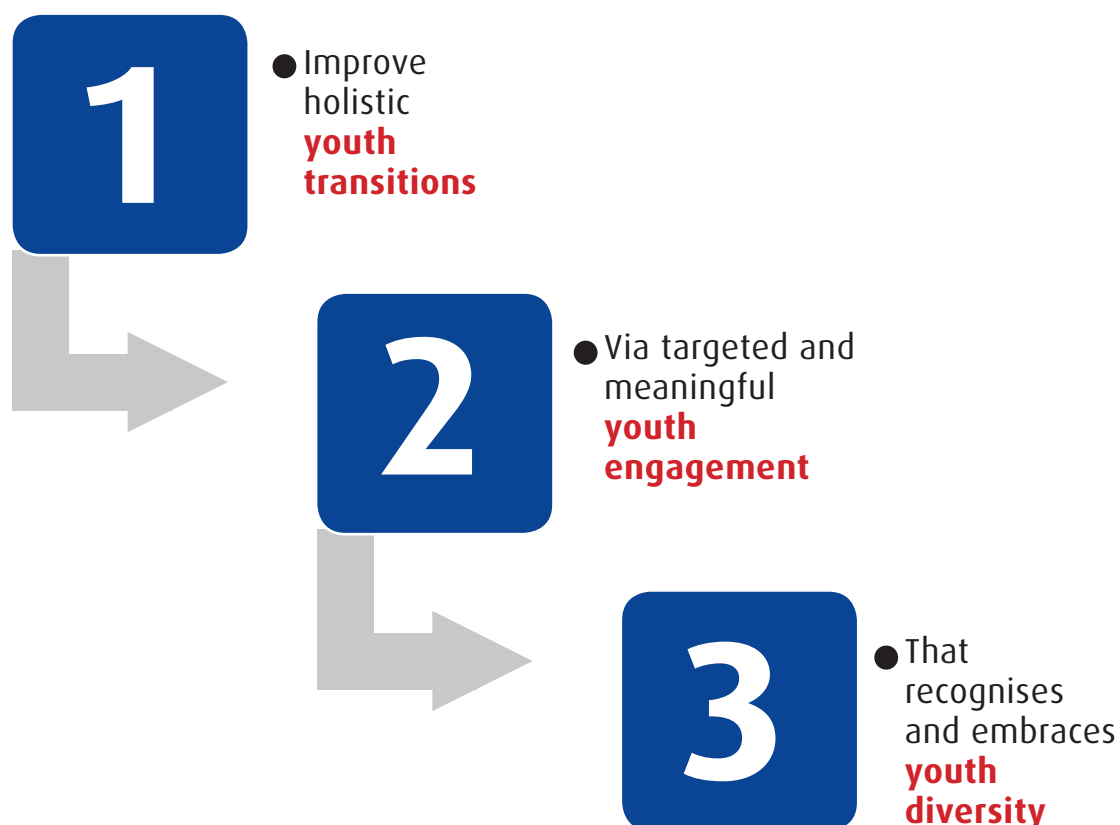 1
● Improve
holistic
youth
transitions
2
● Via targeted and
meaningful
youth
engagement
3
● That
recognises
and embraces
youth
diversity